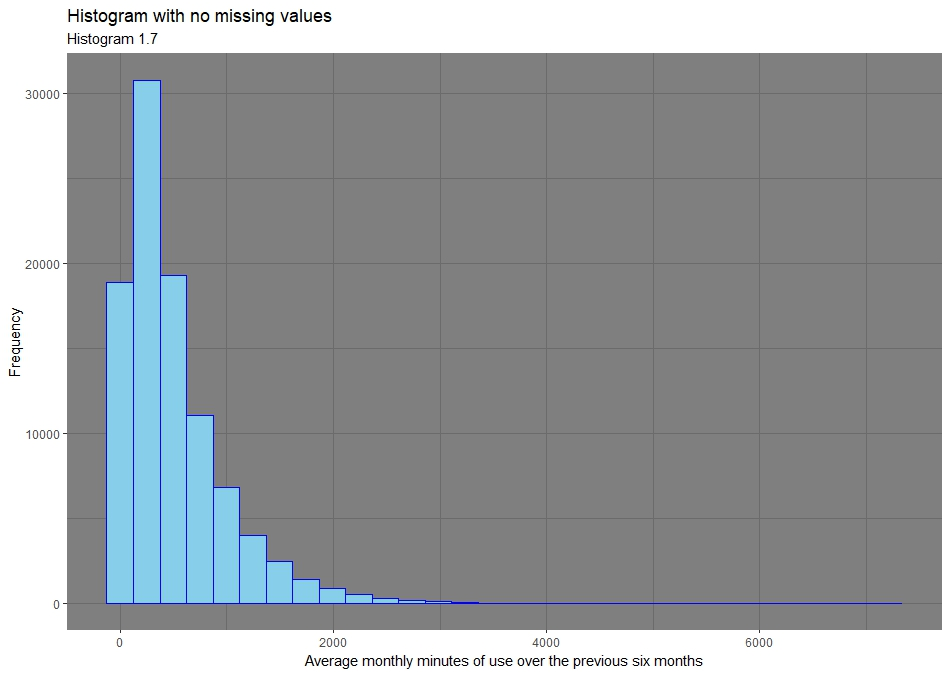 Histogram with no missing values
Histogram 1.7
30000
20000
10000
0
Frequency
0 2000 4000 6000
Average monthly minutes of use over the previous six months